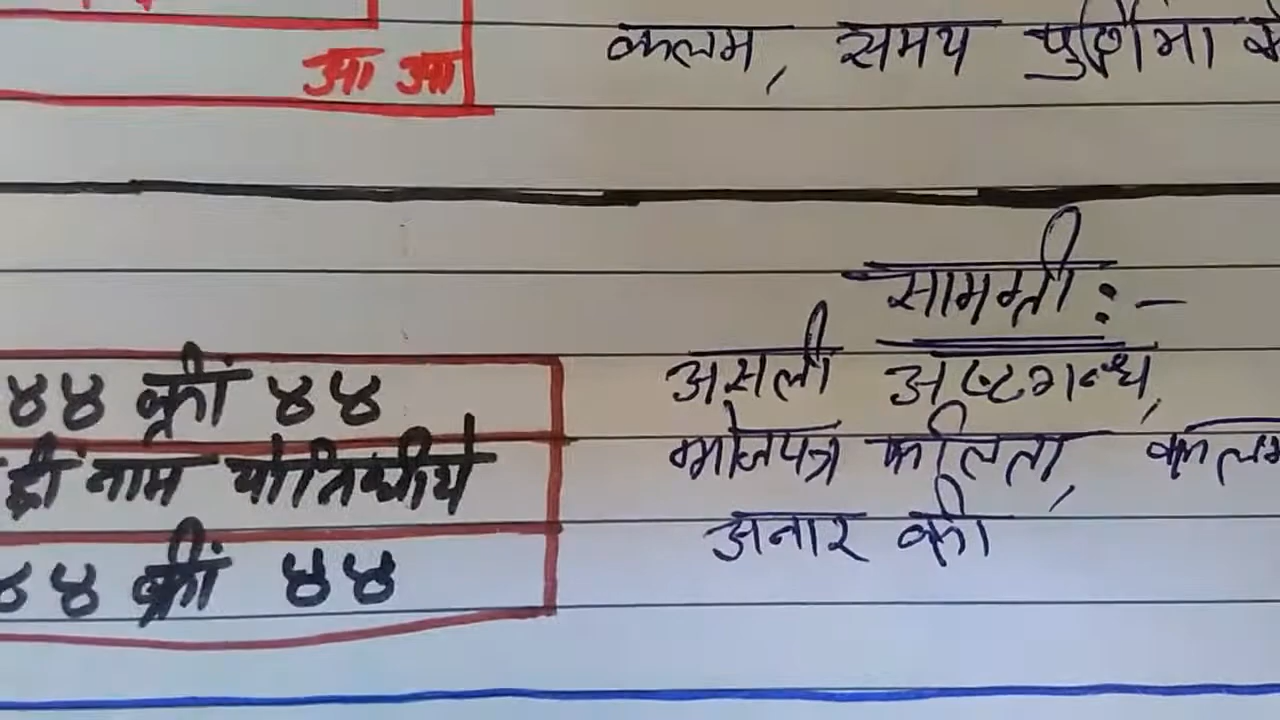 आ आ
कलम, समय पुर्णिमा के
सामग्री :-
असली अष्टगन्ध,
भोजपत्र कलिता, कलम
अनार की
४४ क्रीं ४४
ह्रीं नाम
४४ क्रीं ४४